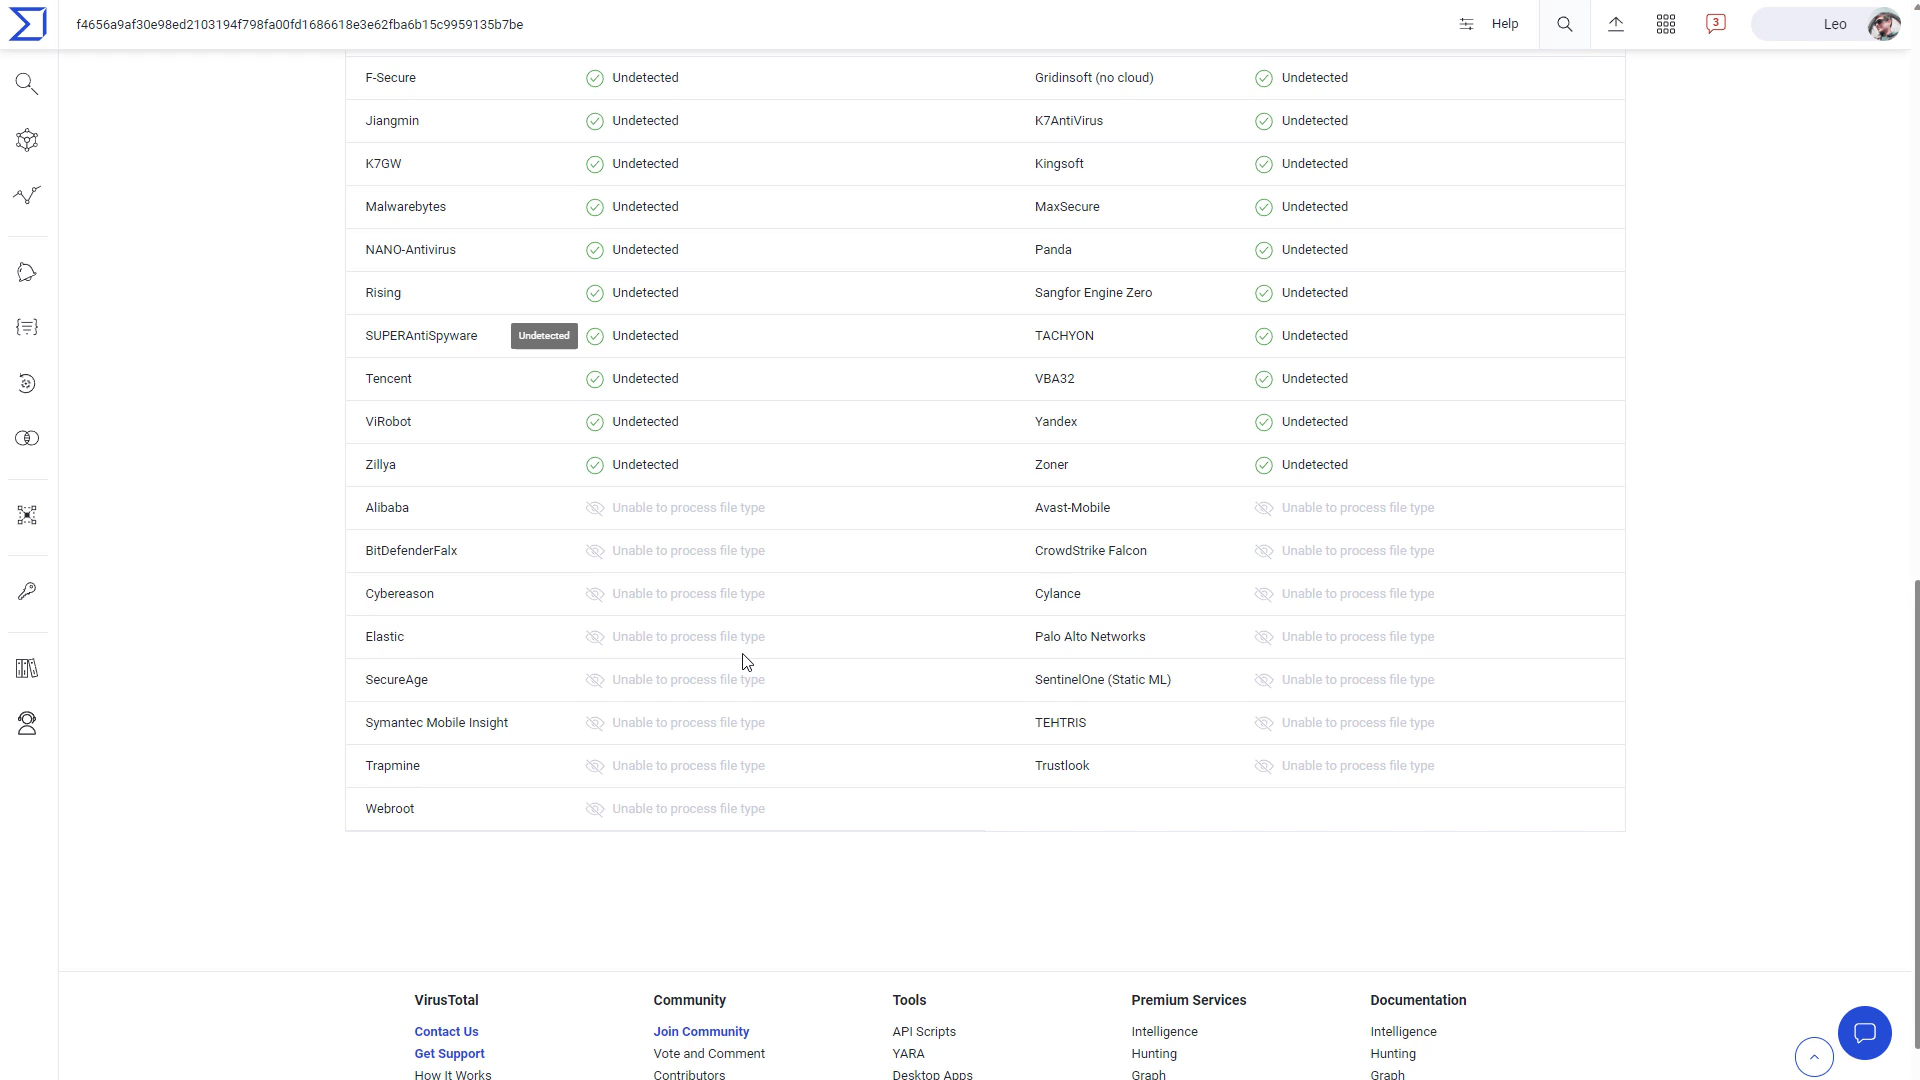 f4656a9af30e98ed2103194f798fa00fd1686618e3e62fba6b15c9959135b7be
Help
3
Leo
F-Secure Undetected Gridinsoft (no cloud) Undetected
Jiangmin Undetected K7AntiVirus Undetected
K7GW Undetected Kingsoft Undetected
Malwarebytes Undetected MaxSecure Undetected
NANO-Antivirus Undetected Panda Undetected
Rising Undetected Sangfor Engine Zero Undetected
SUPERAntiSpyware Undetected Undetected TACHYON Undetected
Tencent Undetected VBA32 Undetected
ViRobot Undetected Yandex Undetected
Zillya Undetected Zoner Undetected
Alibaba Unable to process file type Avast-Mobile Unable to process file type
BitDefenderFalx Unable to process file type CrowdStrike Falcon Unable to process file type
Cybereason Unable to process file type Cylance Unable to process file type
Elastic Unable to process file type Palo Alto Networks Unable to process file type
SecureAge Unable to process file type SentinelOne (Static ML) Unable to process file type
Symantec Mobile Insight Unable to process file type TEHTRIS Unable to process file type
Trapmine Unable to process file type Trustlook Unable to process file type
Webroot Unable to process file type
VirusTotal Community Tools Premium Services Documentation
Contact Us Join Community API Scripts Intelligence Intelligence
Get Support Vote and Comment YARA Hunting Hunting
How It Works Contributors Desktop Apps Graph Graph